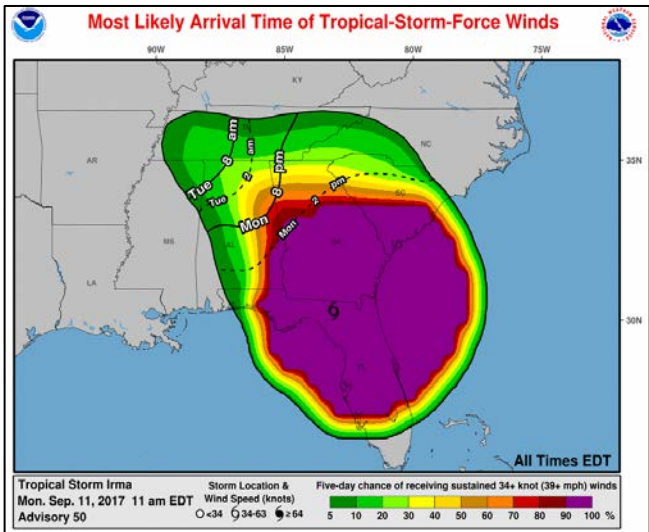 Most Likely Arrival Time of Tropical-Storm-Force Winds
90W 85W 80W 75W
KY
AR
NC
35N
SC
MS
AL
GA
LA
30N
FL
Tue 8 am
Tue 2 am
Mon 8 pm
Mon 2 pm
All Times EDT
Tropical Storm Irma
Mon. Sep. 11, 2017 11 am EDT
Advisory 50
Storm Location &
Wind Speed (knots)
<34 34-63 ≥64
Five-day chance of receiving sustained 34+ knot (39+ mph) winds
5 10 20 30 40 50 60 70 80 90 100 %